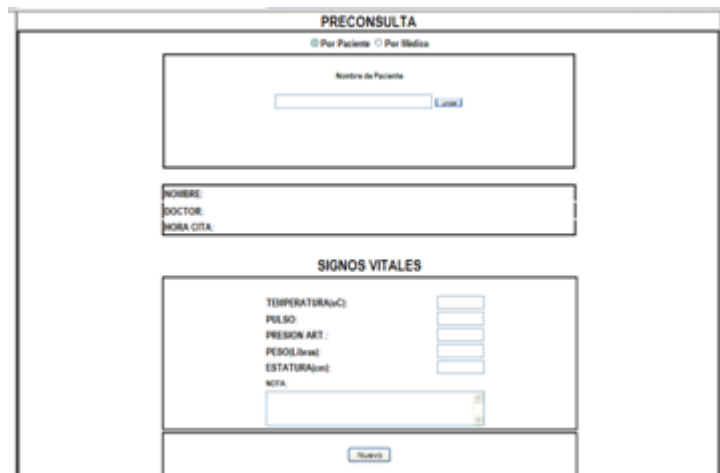 PRECONSULTA
Por Paciente Por Médico
Nombre de Paciente
NOMBRE:
DOCTOR:
HORA CITA:
SIGNOS VITALES
TEMPERATURA(oC):
PULSO:
PRESION ART.:
PESO(Libras):
ESTATURA(cm):
NOTA:
Nuevo